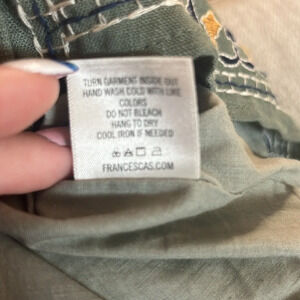 TURN GARMENT INSIDE OUT
HAND WASH COLD WITH LIKE
COLORS
DO NOT BLEACH
HANG TO DRY
COOL IRON IF NEEDED
FRANCESCAS.COM